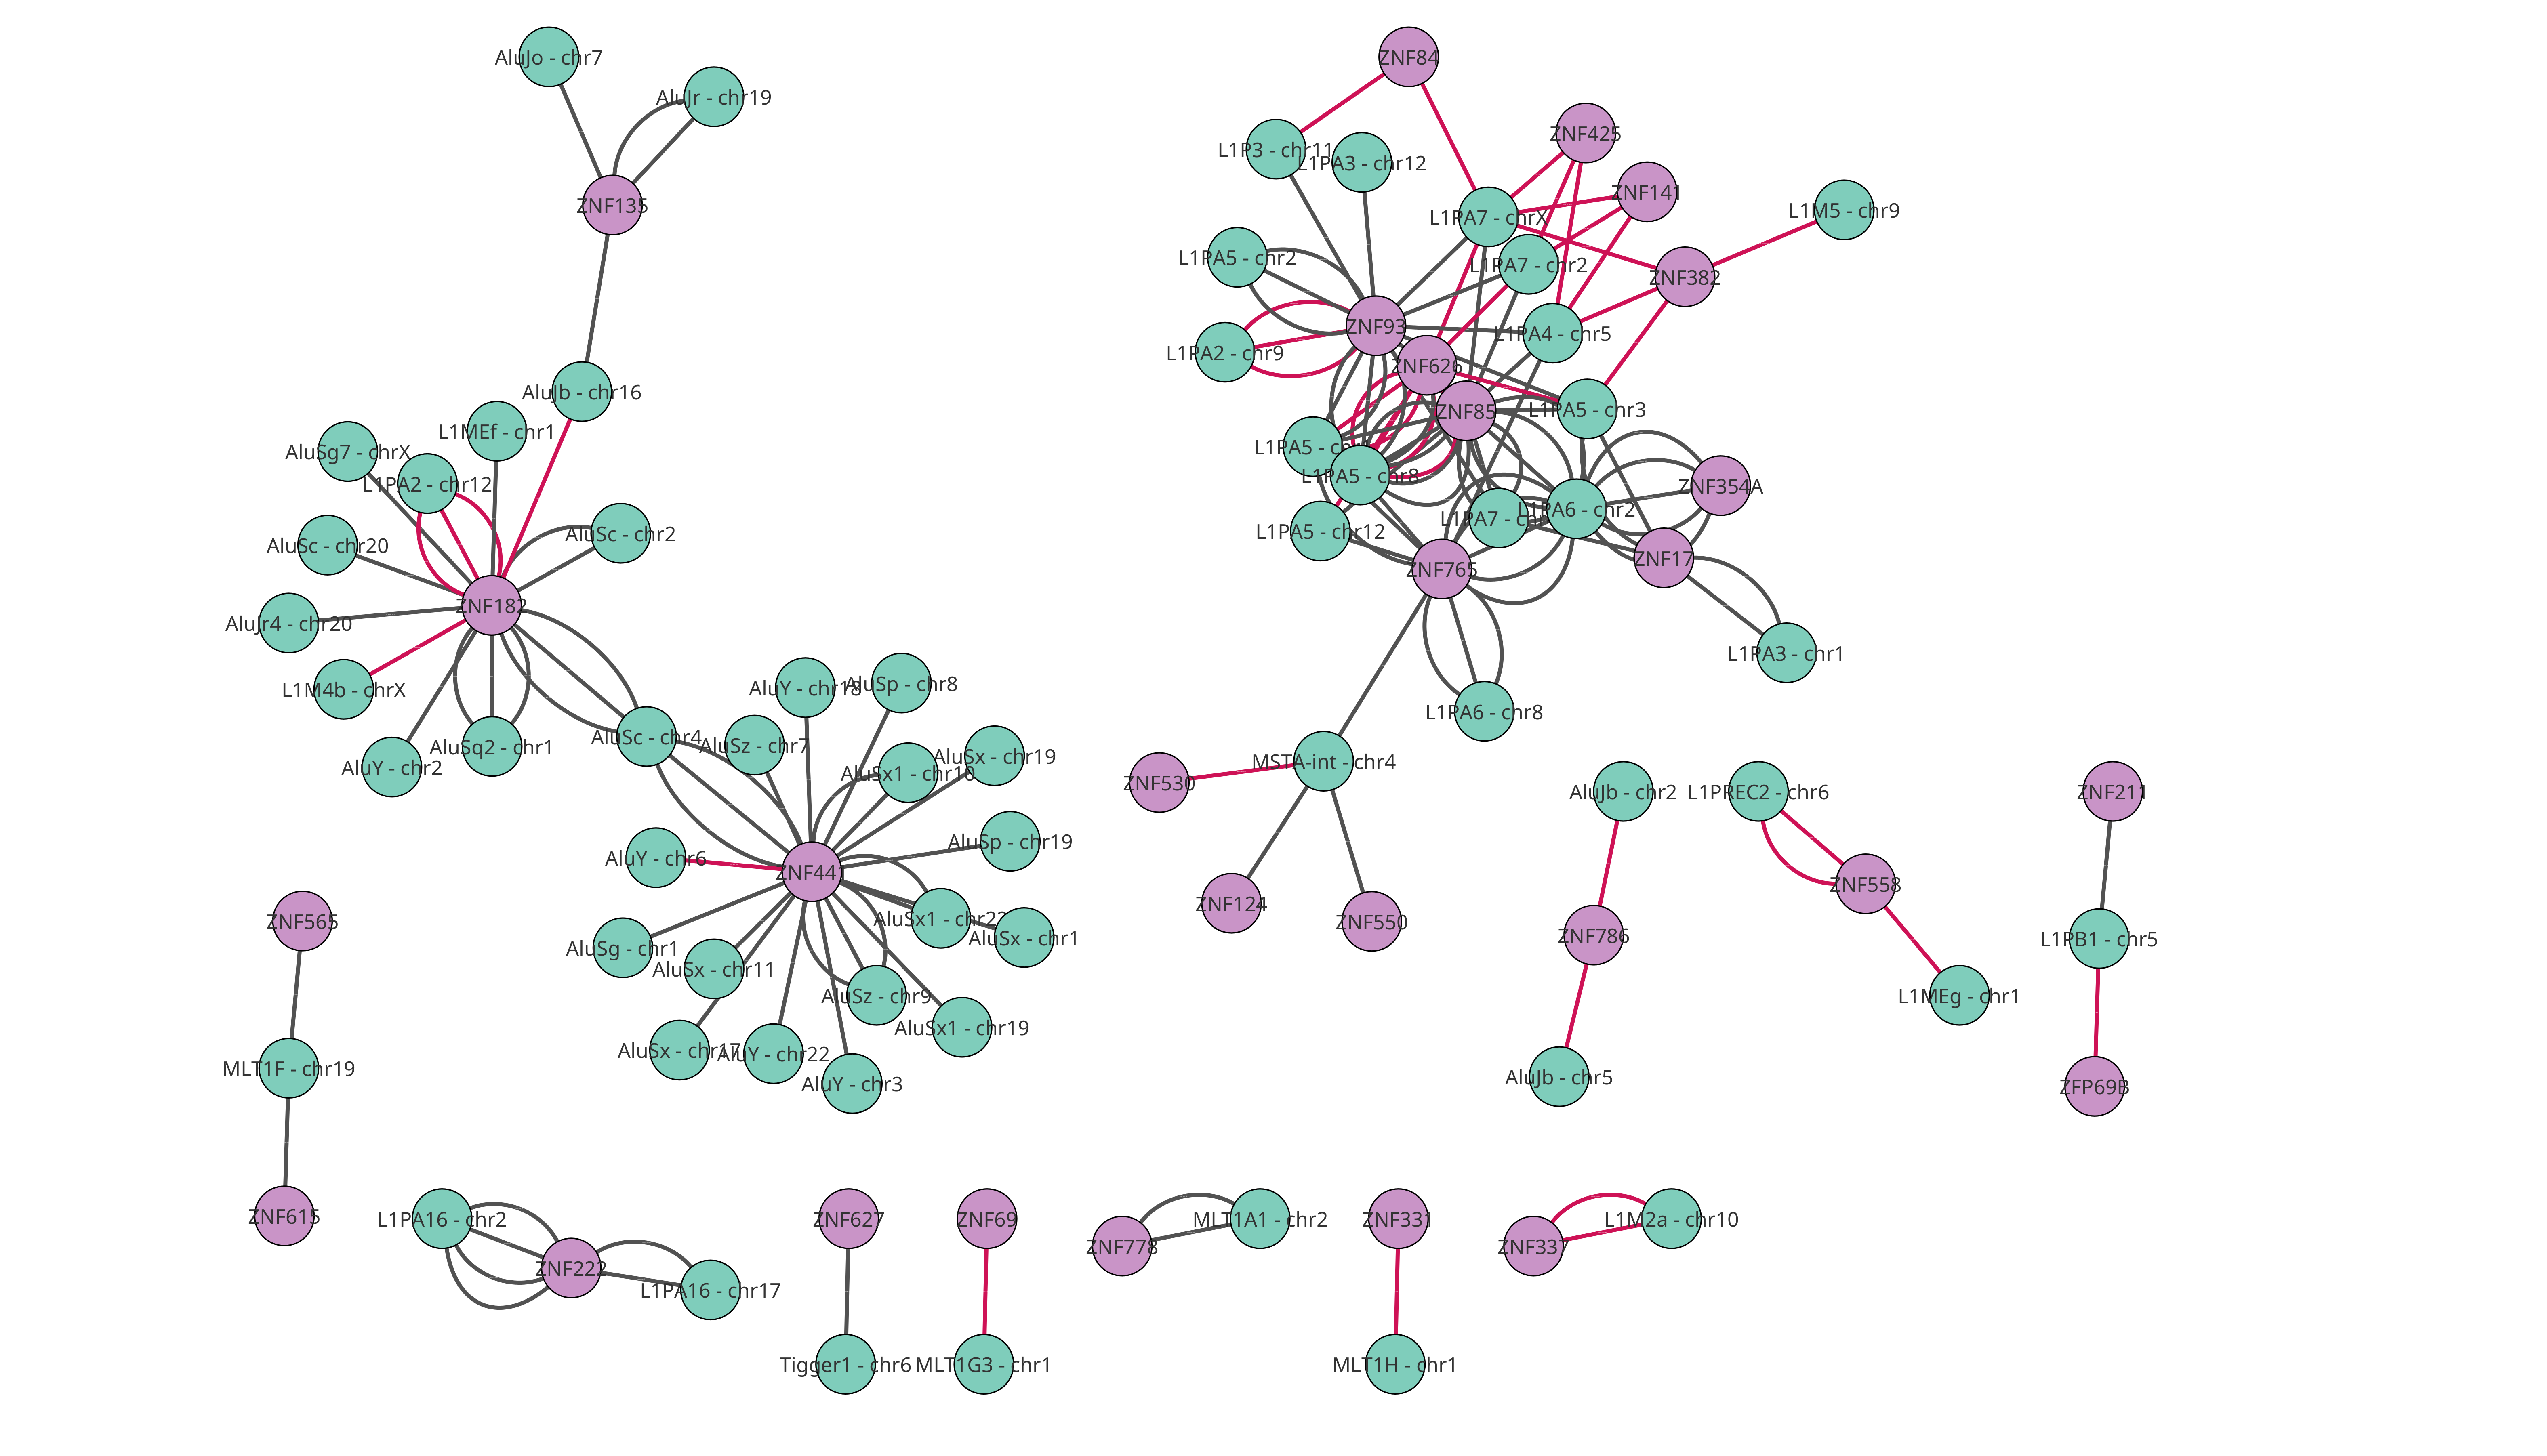 AluJo - chr7
AluJr - chr19
ZNF135
AluJb - chr16
L1MEf - chr1
AluSg7 - chrX
L1PA2 - chr12
AluSc - chr2
AluSc - chr20
ZNF182
AluJr4 - chr20
L1M4b - chrX
AluSq2 - chr1
AluY - chr2
AluSc - chr4
AluSz - chr7
AluY - chr18
AluSp - chr8
AluSx1 - chr10
AluSx - chr19
AluSp - chr19
AluY - chr6
ZNF441
AluSx1 - chr22
AluSx - chr1
AluSg - chr1
AluSx - chr11
AluSz - chr9
AluSx1 - chr19
AluSx - chr17
AluY - chr22
AluY - chr3
ZNF84
ZNF425
L1P3 - chr11
L1PA3 - chr12
ZNF141
L1PA7 - chrX
L1M5 - chr9
L1PA5 - chr2
L1PA7 - chr2
ZNF382
ZNF93
L1PA4 - chr5
L1PA2 - chr9
ZNF626
ZNF85
L1PA5 - chr3
L1PA5 -
L1PA5 - chr8
ZNF354A
L1PA7 -
L1PA6 - chr2
L1PA5 - chr12
ZNF765
ZNF17
L1PA3 - chr1
L1PA6 - chr8
MSTA-int - chr4
ZNF530
ZNF124
ZNF550
AluJb - chr2
ZNF786
AluJb - chr5
L1PREC2 - chr6
ZNF558
L1MEg - chr1
ZNF211
L1PB1 - chr5
ZFP69B
ZNF565
MLT1F - chr19
ZNF615
L1PA16 - chr2
ZNF222
L1PA16 - chr17
ZNF627
Tigger1 - chr6
ZNF69
MLT1G3 - chr1
ZNF778
MLT1A1 - chr2
ZNF331
MLT1H - chr1
ZNF337
L1M2a - chr10